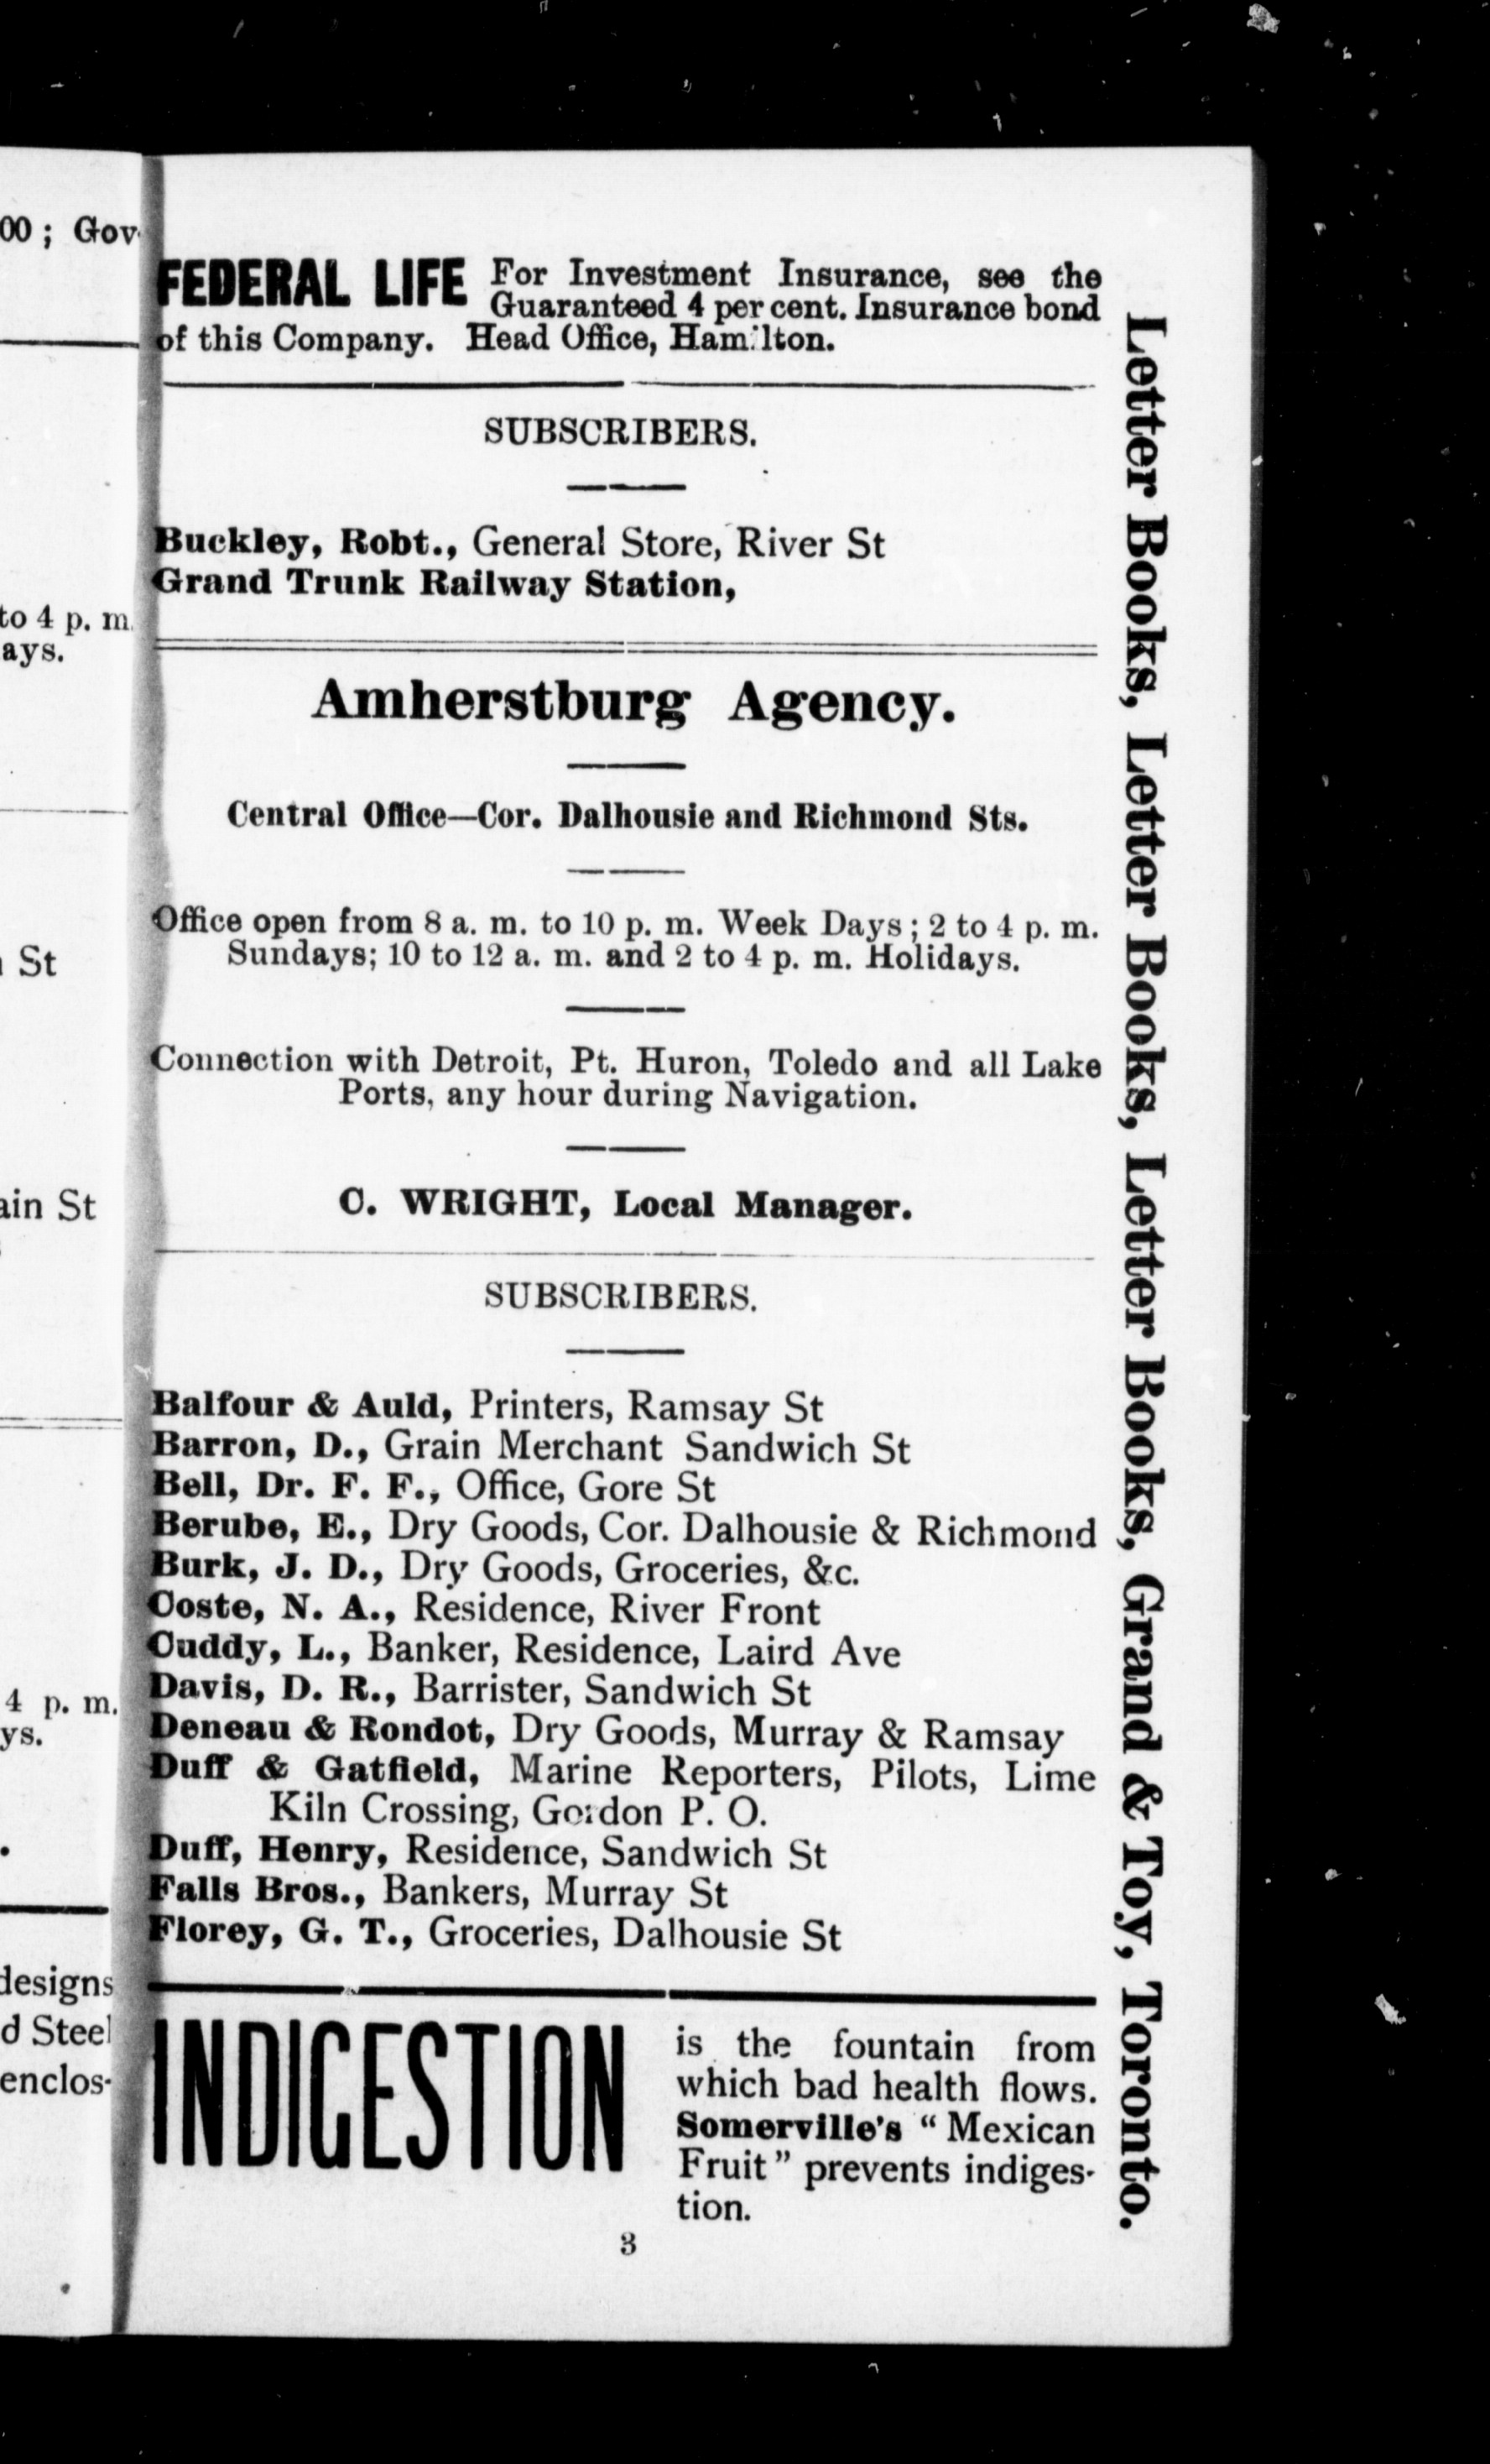 00 ; Gov
to 4 p. m.
ays.
St
ain St
4 p. m.
ys.
designs
d Steel
enclos-
FEDERAL LIFE For Investment Insurance, see the
Guaranteed 4 per cent. Insurance bond
of this Company. Head Office, Hamilton.
SUBSCRIBERS.
Buckley, Robt., General Store, River St
Grand Trunk Railway Station,
Amherstburg Agency.
Central Office—Cor. Dalhousie and Richmond Sts.
Office open from 8 a. m. to 10 p. m. Week Days ; 2 to 4 p. m.
Sundays; 10 to 12 a. m. and 2 to 4 p. m. Holidays.
Connection with Detroit, Pt. Huron, Toledo and all Lake
Ports, any hour during Navigation.
C. WRIGHT, Local Manager.
SUBSCRIBERS.
Balfour & Auld, Printers, Ramsay St
Barron, D., Grain Merchant Sandwich St
Bell, Dr. F. F., Office, Gore St
Berube, E., Dry Goods, Cor. Dalhousie & Richmond
Burk, J. D., Dry Goods, Groceries, &c.
Coste, N. A., Residence, River Front
Cuddy, L., Banker, Residence, Laird Ave
Davis, D. R., Barrister, Sandwich St
Deneau & Rondot, Dry Goods, Murray & Ramsay
Duff & Gatfield, Marine Reporters, Pilots, Lime
Kiln Crossing, Gordon P. O.
Duff, Henry, Residence, Sandwich St
Falls Bros., Bankers, Murray St
Florey, G. T., Groceries, Dalhousie St
INDIGESTION
is the fountain from
which bad health flows.
Somerville's “ Mexican
Fruit ” prevents indiges-
tion.
3
Letter Books, Letter Books, Letter Books, Grand & Toy, Toronto.